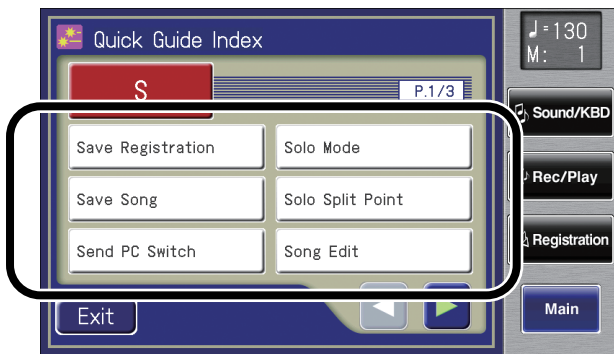 Quick Guide Index
S
P.1/3
Save Registration
Solo Mode
Save Song
Solo Split Point
Send PC Switch
Song Edit
Exit
♩=130
M: 1
Sound/KBD
Rec/Play
Registration
Main